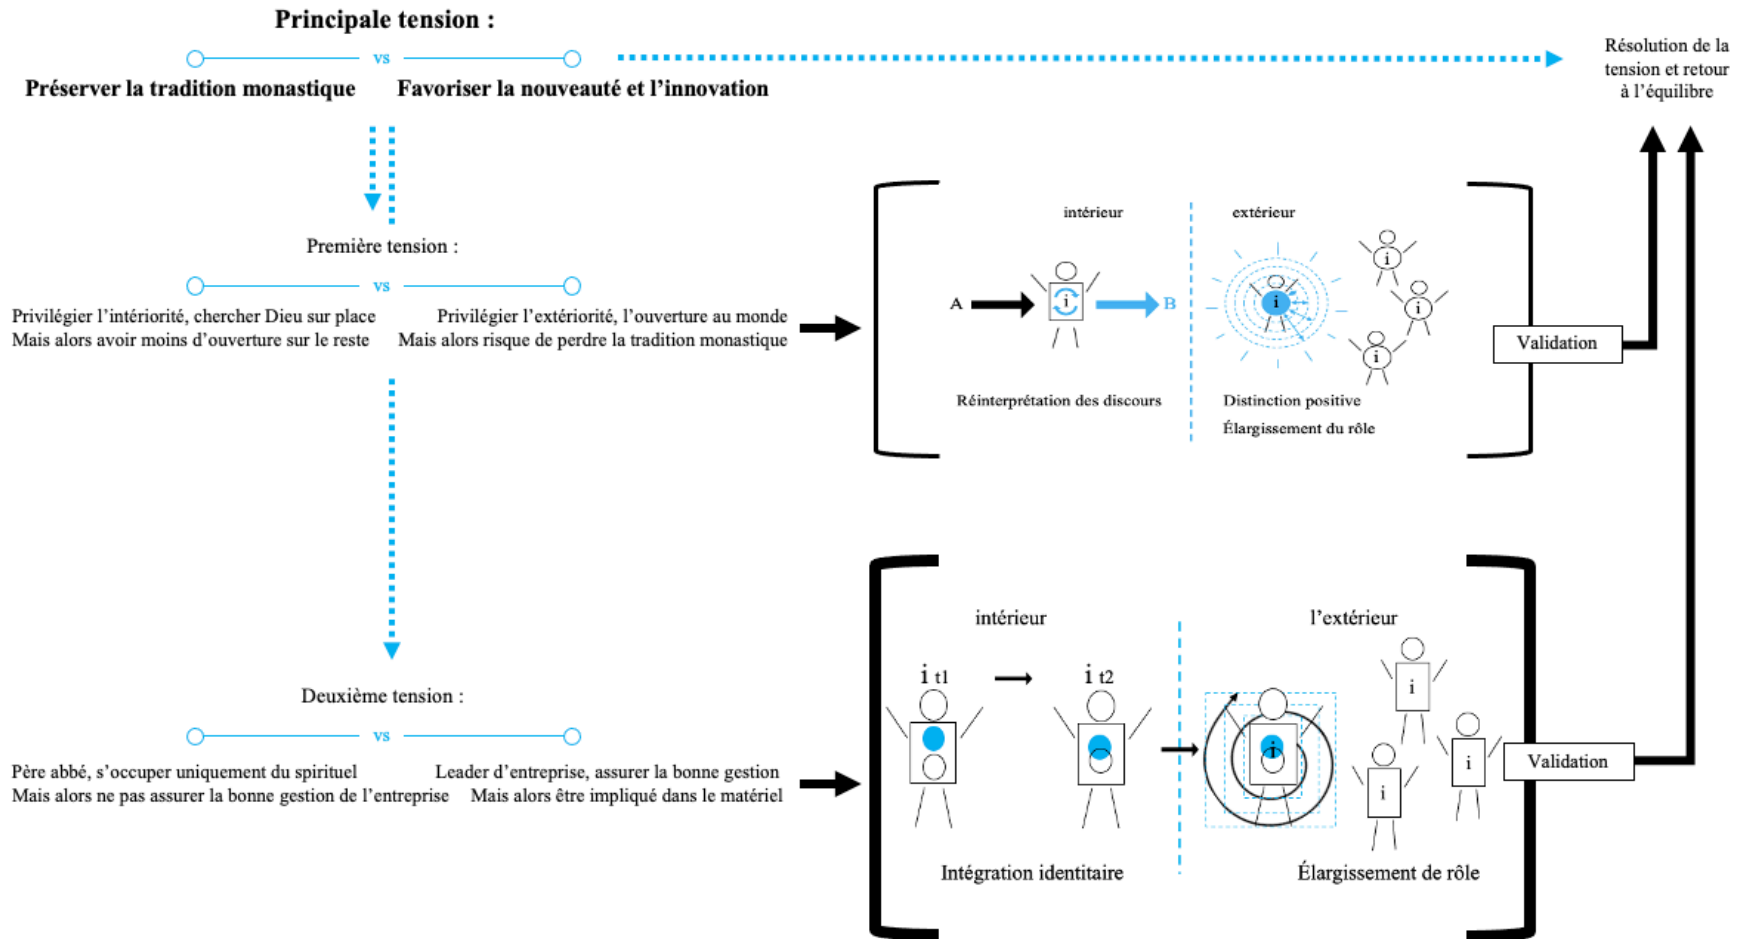 Principale tension :
vs
Préserver la tradition monastique
Favoriser la nouveauté et l’innovation
Résolution de la
tension et retour
à l’équilibre
Première tension :
vs
Privilégier l’intériorité, chercher Dieu sur place
Mais alors avoir moins d’ouverture sur le reste
Privilégier l’extériorité, l’ouverture au monde
Mais alors risque de perdre la tradition monastique
intérieur
extérieur
A
i
B
i
i
i
i
Réinterprétation des discours
Distinction positive
Élargissement du rôle
Validation
Deuxième tension :
vs
Père abbé, s’occuper uniquement du spirituel
Mais alors ne pas assurer la bonne gestion de l’entreprise
Leader d’entreprise, assurer la bonne gestion
Mais alors être impliqué dans le matériel
intérieur
l’extérieur
i t1
i t2
i
i
i
i
Intégration identitaire
Élargissement de rôle
Validation